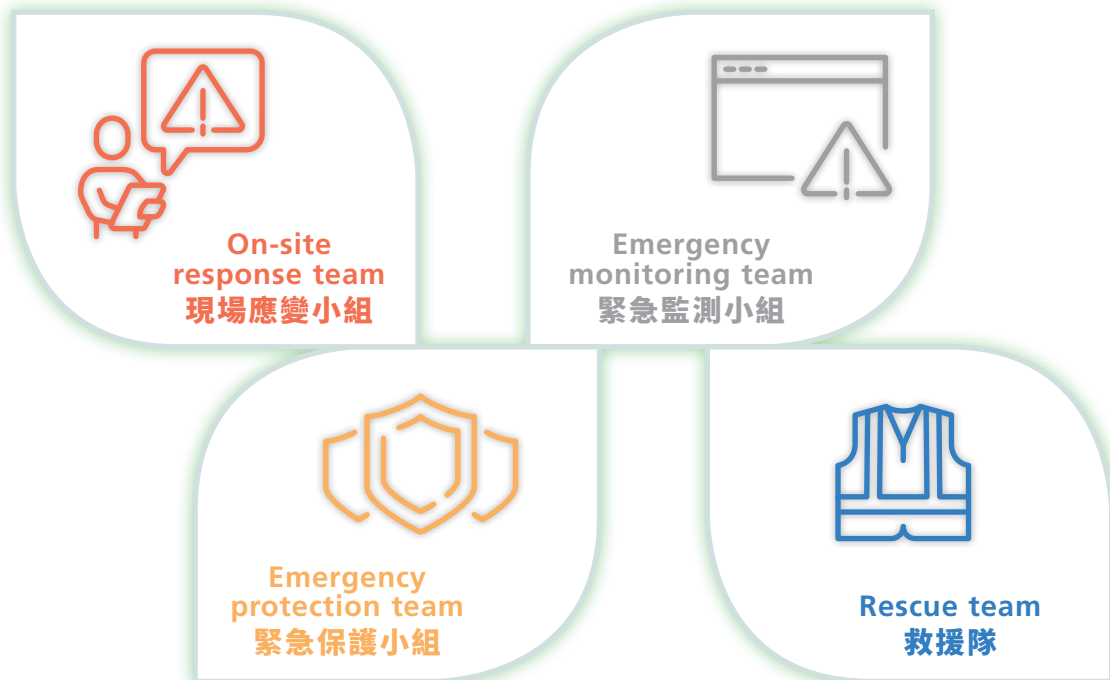 On-site
response team
現場應變小組
Emergency
monitoring team
緊急監測小組
Emergency
protection team
緊急保護小組
Rescue team
救援隊